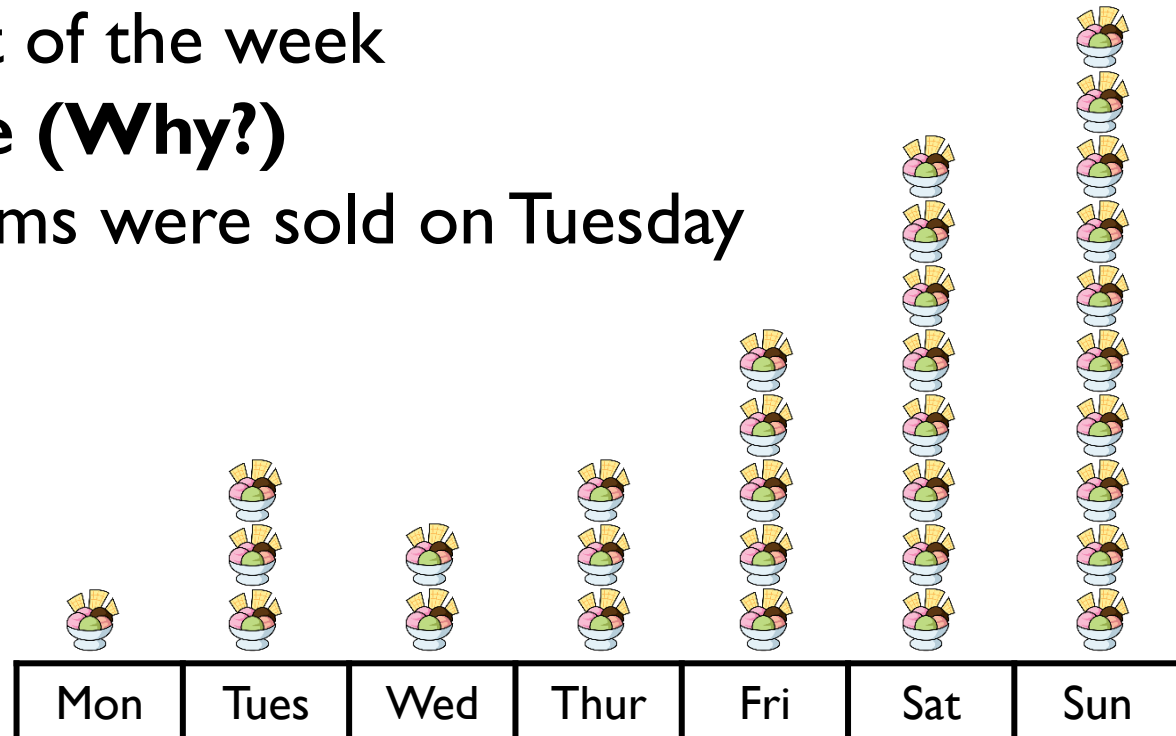 t of the week
e (Why?)
ms were sold on Tuesday
Mon Tues Wed Thur Fri Sat Sun